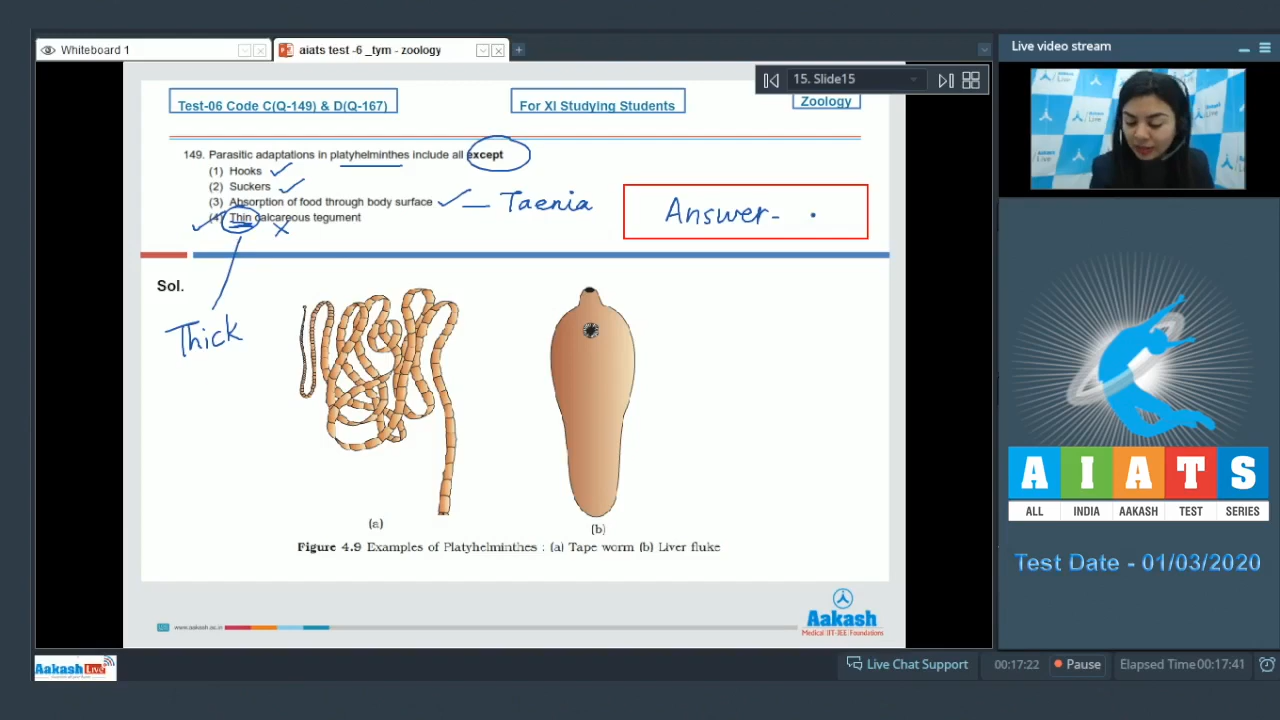 Whiteboard 1
aiats test -6 _tym - zoology
Live video stream
15. Slide15
Test-06 Code C(Q-149) & D(Q-167)
For XI Studying Students
Zoology
149. Parasitic adaptations in platyhelminthes include all except
(1) Hooks
(2) Suckers
(3) Absorption of food through body surface
— Taenia
(4) Thin calcareous tegument
Answer-
Sol.
Thick
(a)
(b)
Figure 4.9 Examples of Platyhelminthes : (a) Tape worm (b) Liver fluke
www.aakash.ac.in
Aakash
Medical | IIT-JEE | Foundations
A I A T S
ALL INDIA AAKASH TEST SERIES
Test Date - 01/03/2020
Aakash Live
Live Chat Support
00:17:22
Pause
Elapsed Time 00:17:41